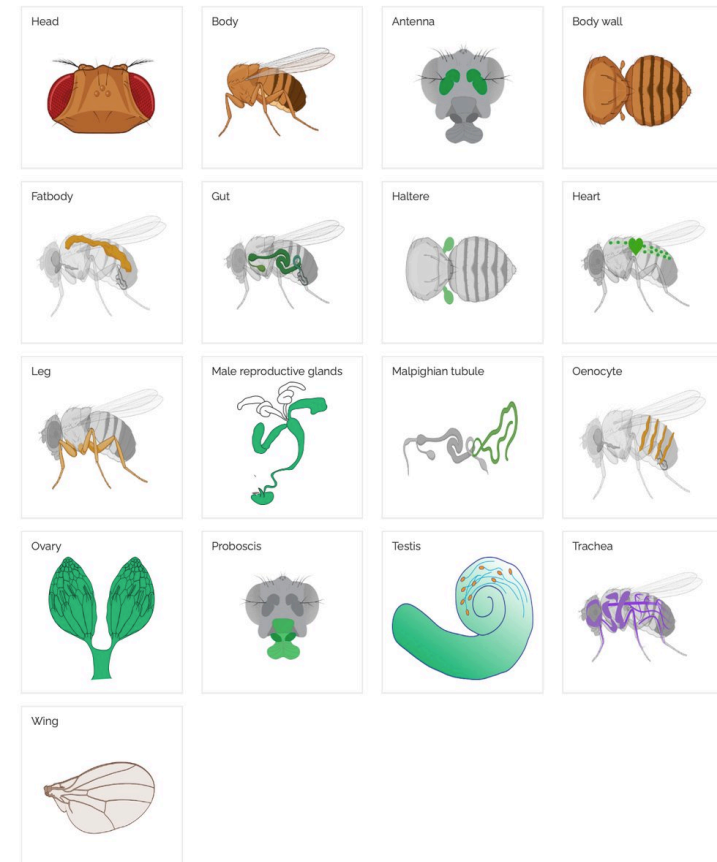 Head
Body
Antenna
Body wall
Fatbody
Gut
Haltere
Heart
Leg
Male reproductive glands
Malpighian tubule
Oenocyte
Ovary
Proboscis
Testis
Trachea
Wing